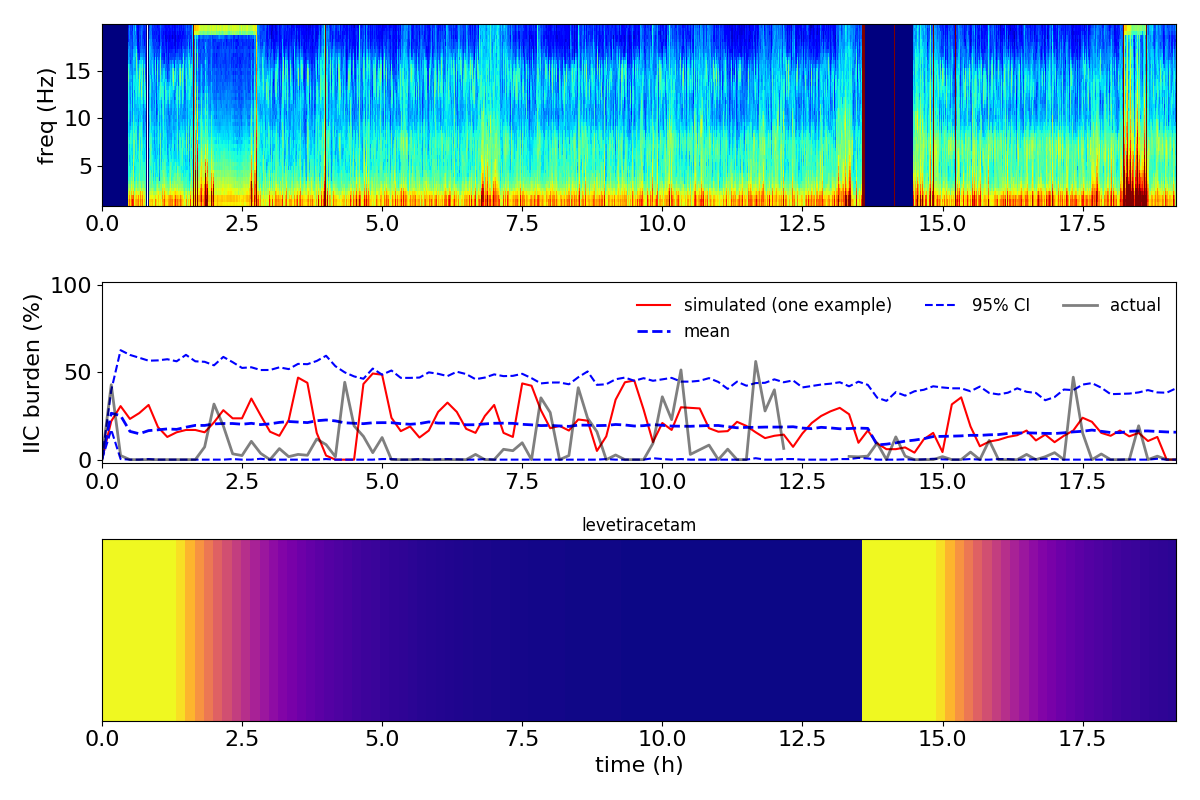 freq (Hz)
15
10
5
0.0 2.5 5.0 7.5 10.0 12.5 15.0 17.5
IIC burden (%)
100
50
0
simulated (one example) 95% CI actual
mean
0.0 2.5 5.0 7.5 10.0 12.5 15.0 17.5
levetiracetam
0.0 2.5 5.0 7.5 10.0 12.5 15.0 17.5
time (h)